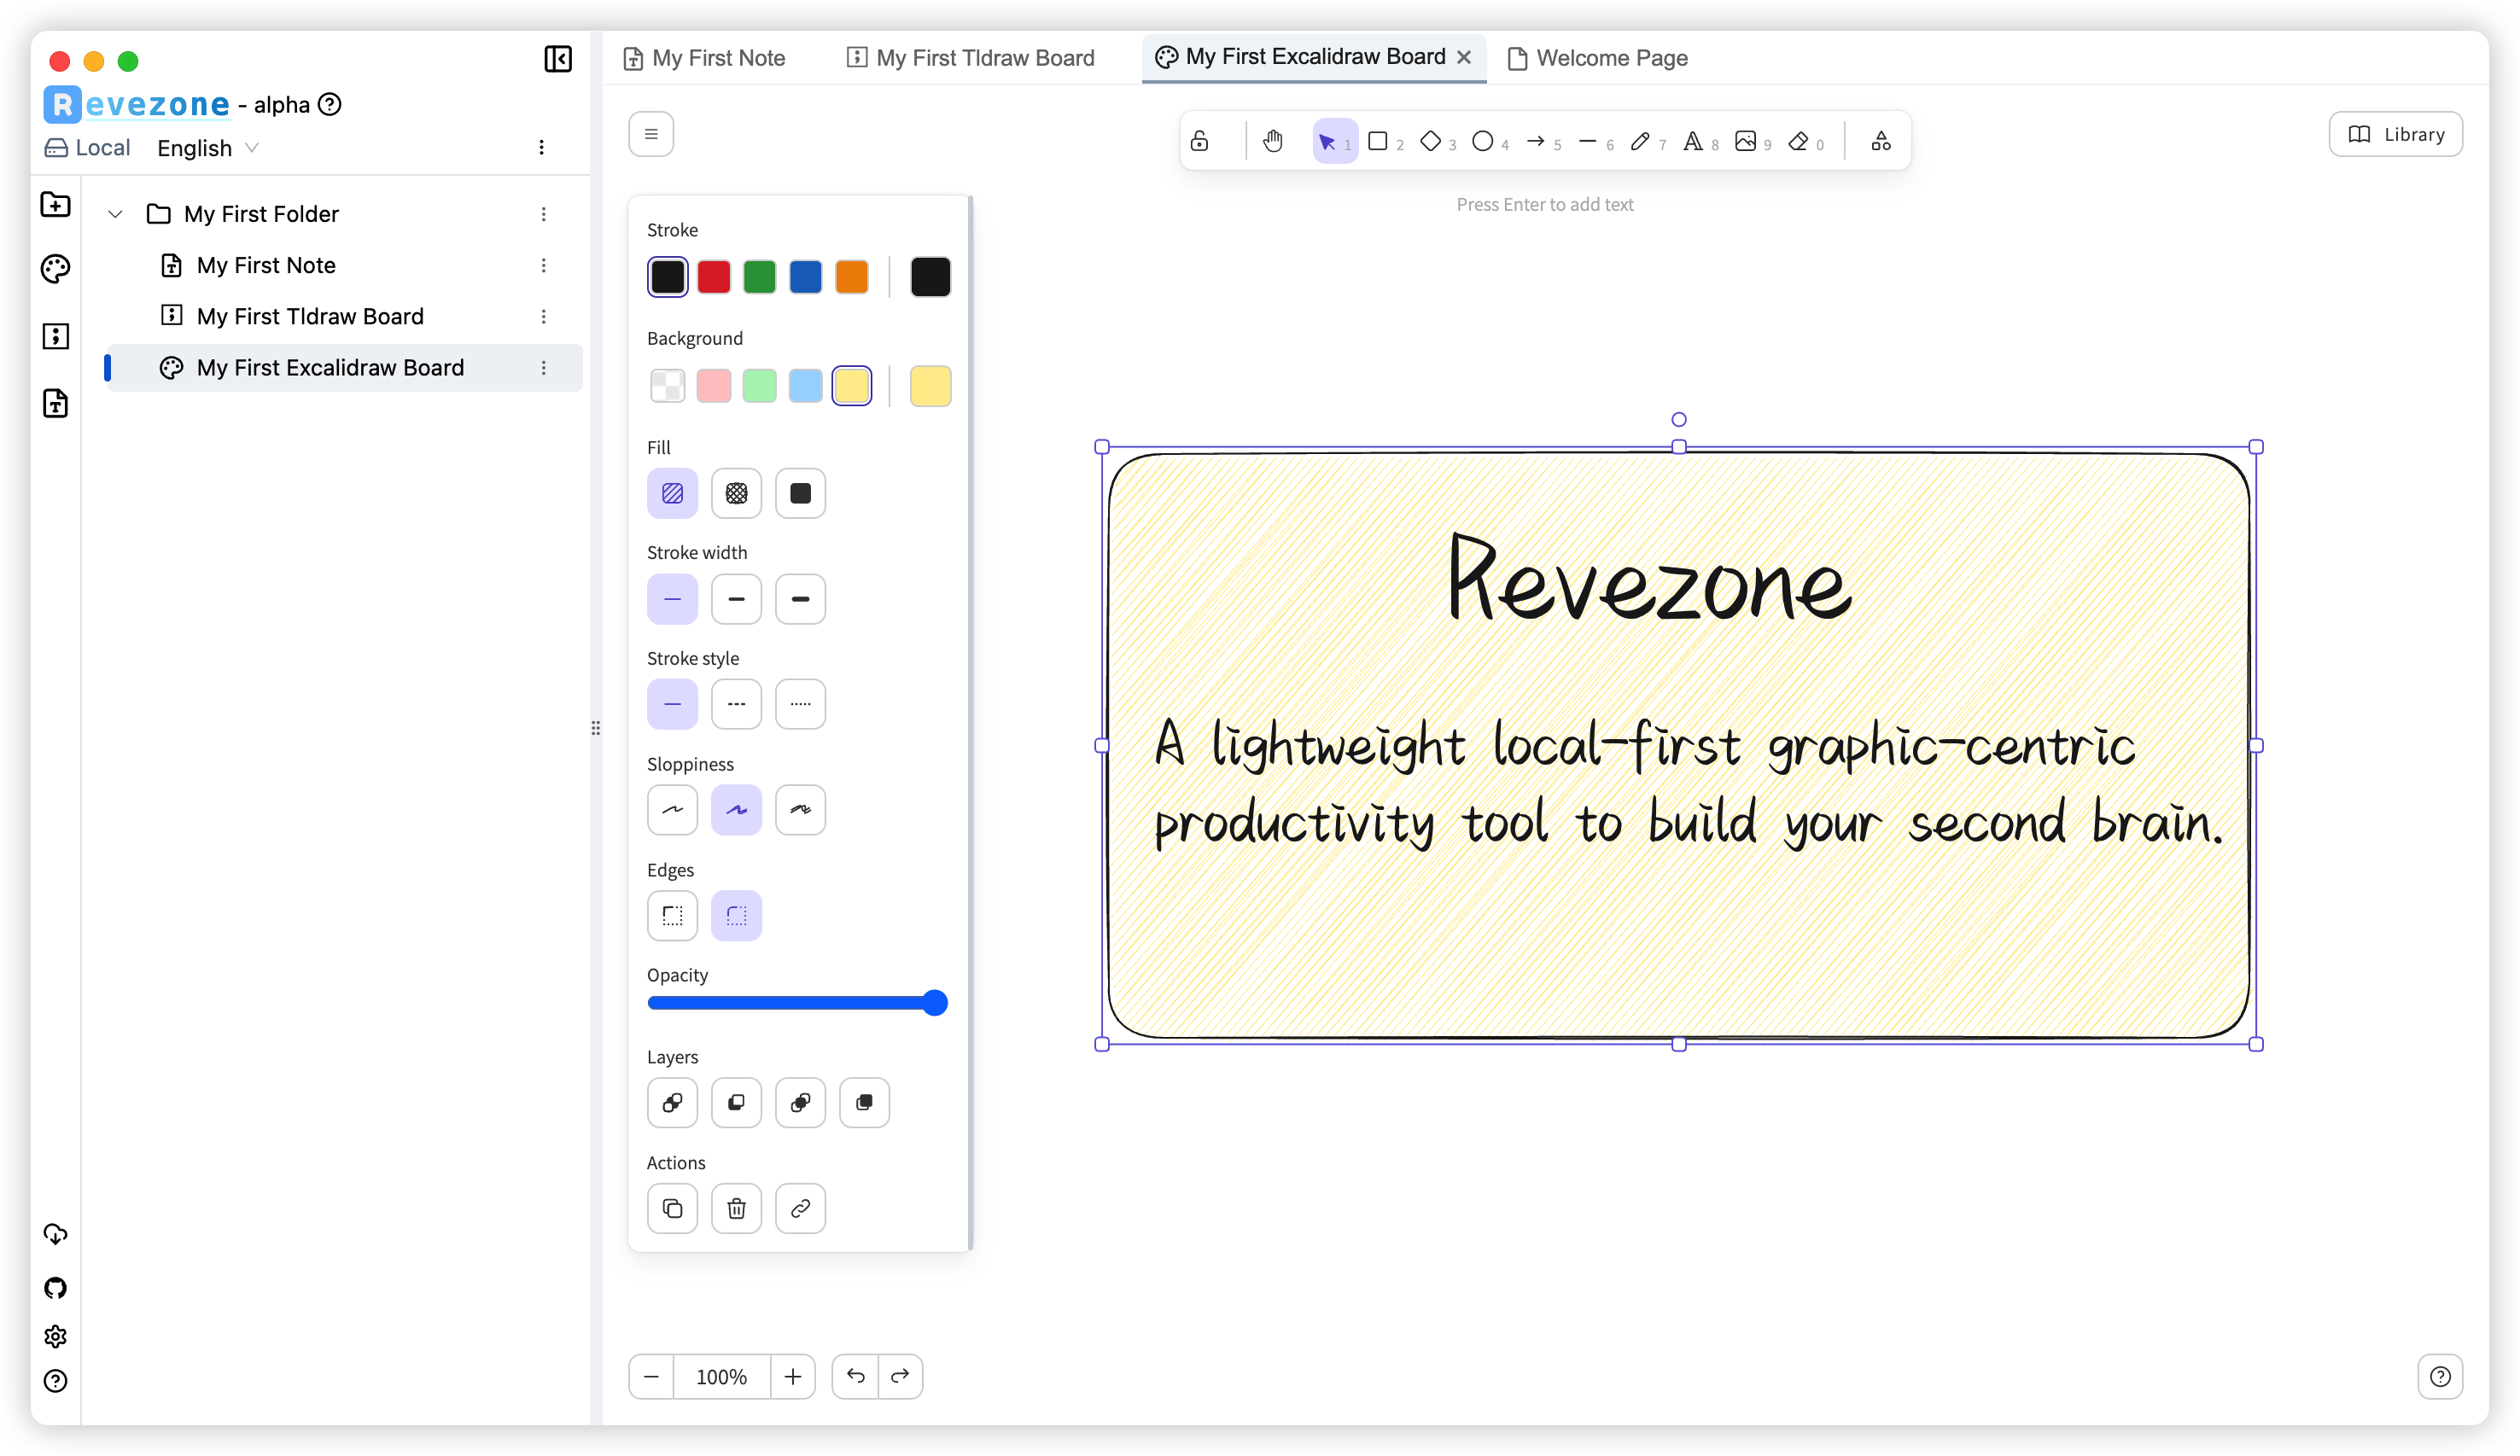 Revezone - alpha
Local English
My First Folder
My First Note
My First Tldraw Board
My First Excalidraw Board
My First Note
My First Tldraw Board
My First Excalidraw Board
Welcome Page
1 2 3 4 5 6 7 8 9 0
Library
Press Enter to add text
Stroke
Background
Fill
Stroke width
Stroke style
Sloppiness
Edges
Opacity
Layers
Actions
100%
Revezone
A lightweight local-first graphic-centric
productivity tool to build your second brain.